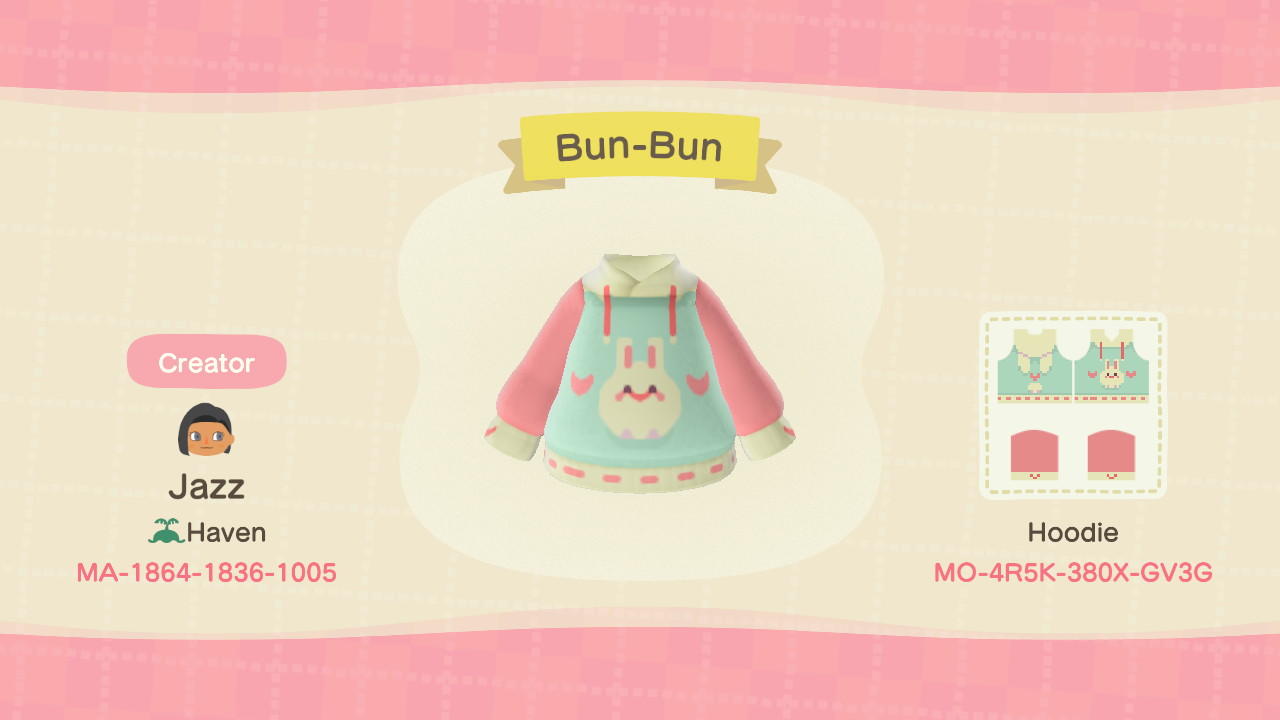 Bun-Bun
Creator
Jazz
Haven
MA-1864-1836-1005
Hoodie
MO-4R5K-380X-GV3G